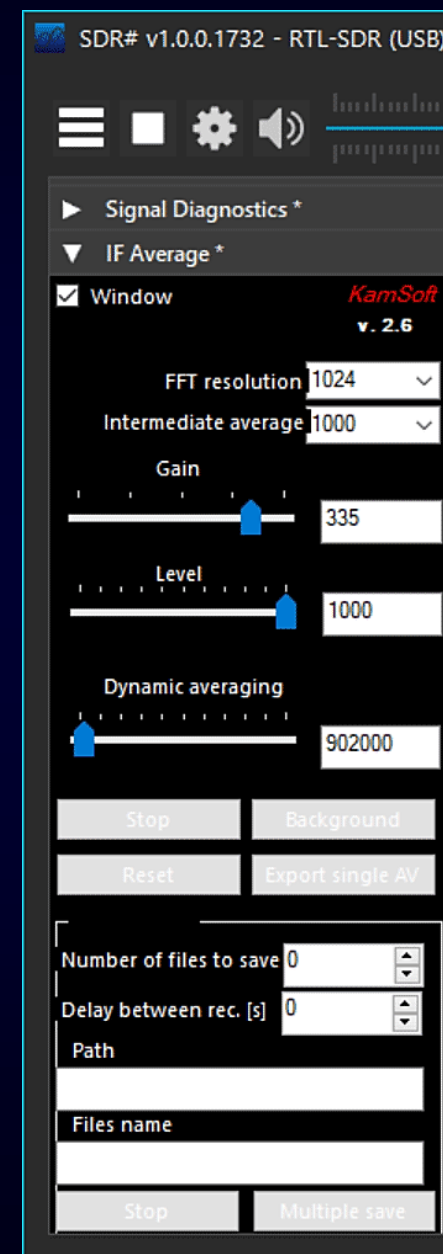 SDR# v1.0.0.1732 - RTL-SDR (USB)
Signal Diagnostics *
IF Average *
Window
KamSoft
v. 2.6
FFT resolution 1024
Intermediate average 1000
Gain
335
Level
1000
Dynamic averaging
902000
Stop Background
Reset Export single AV
Number of files to save 0
Delay between rec. [s] 0
Path
Files name
Stop Multiple save